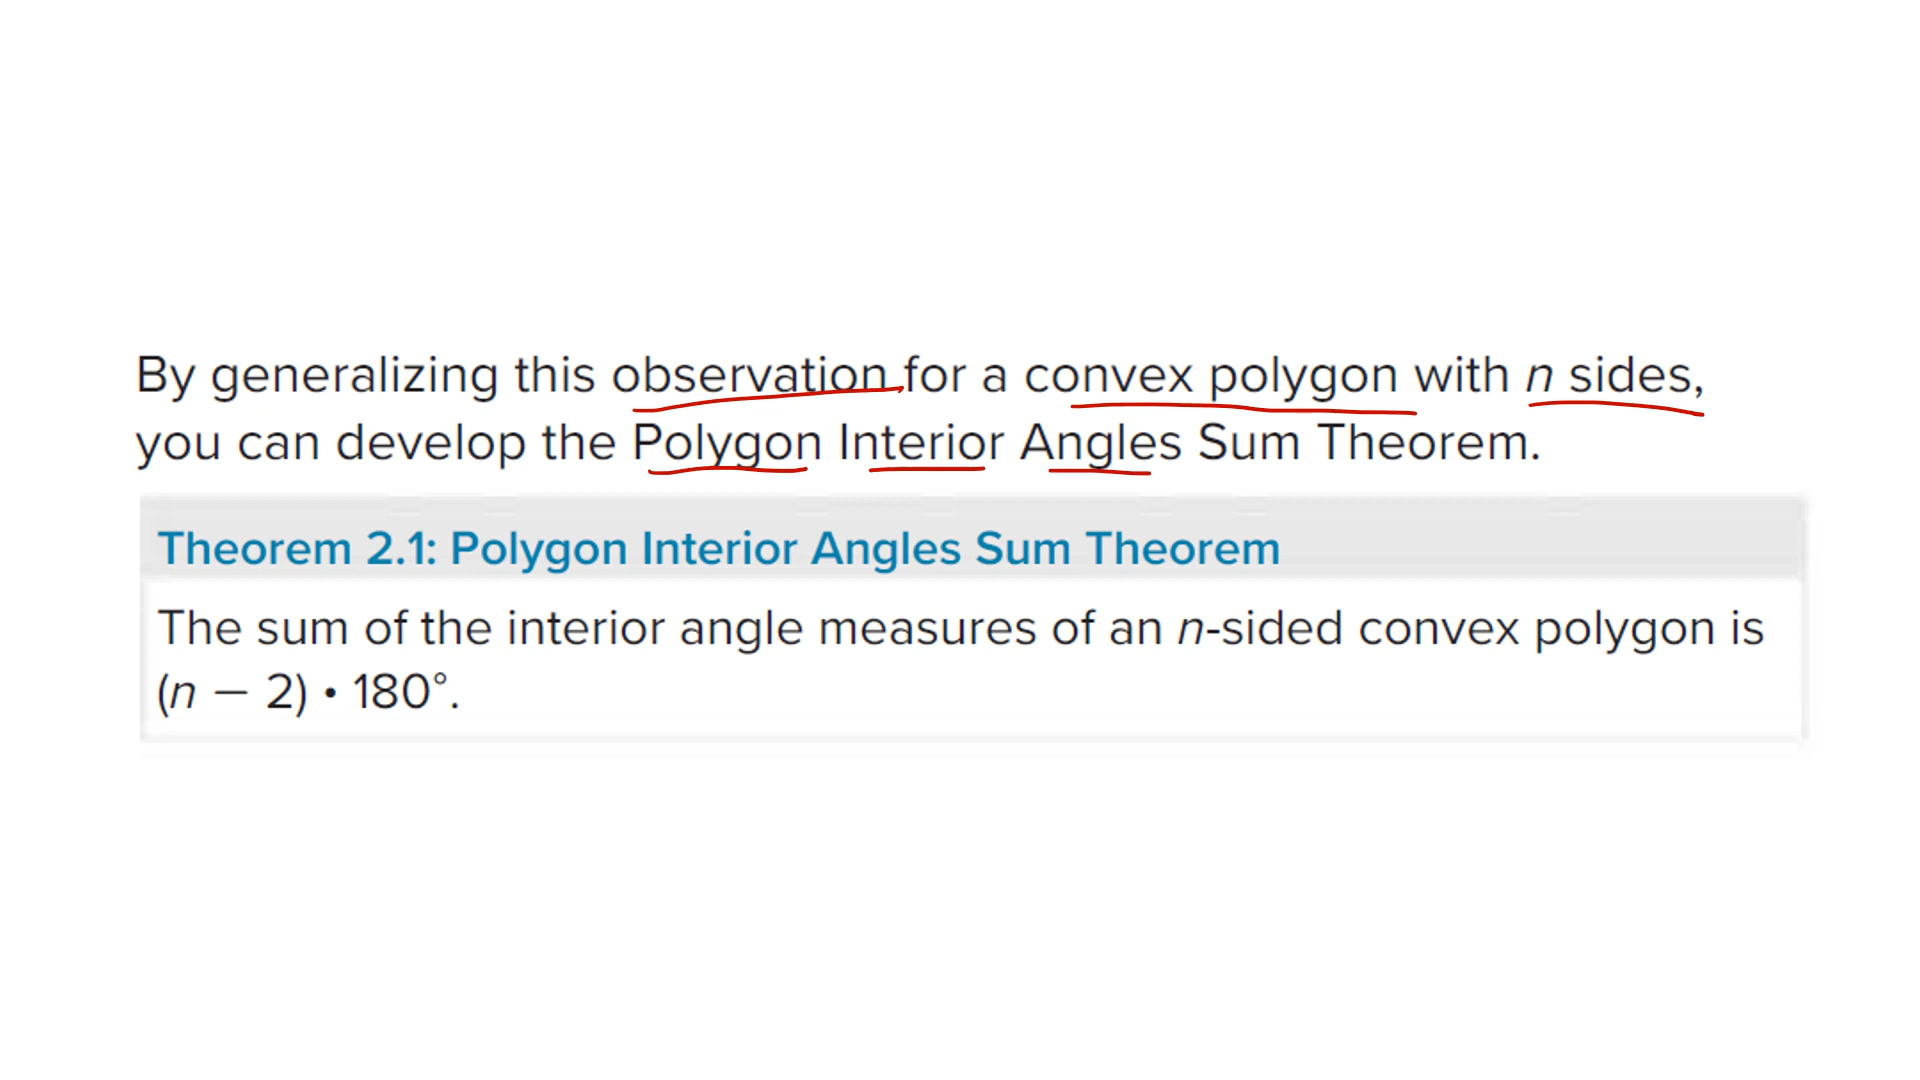 By generalizing this observation for a convex polygon with n sides,
you can develop the Polygon Interior Angles Sum Theorem.
Theorem 2.1: Polygon Interior Angles Sum Theorem
The sum of the interior angle measures of an n-sided convex polygon is
(n − 2) • 180°.